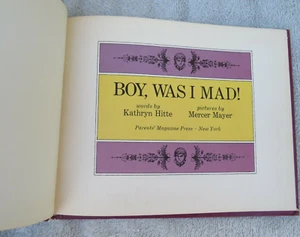 BOY, WAS I MAD!
words by pictures by
Kathryn Hitte Mercer Mayer
Parents' Magazine Press - New York